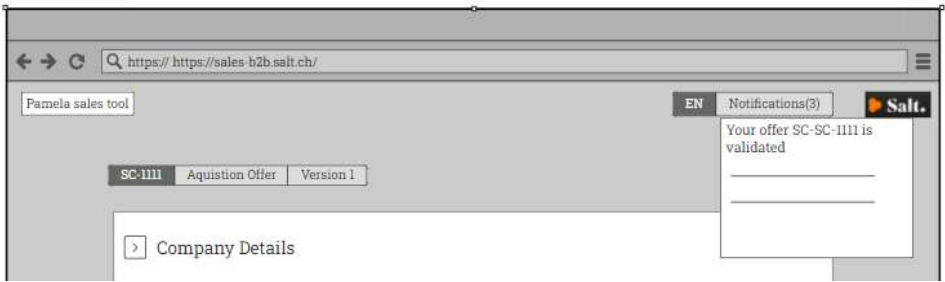 https:// https://sales-b2b.salt.ch/
Pamela sales tool
EN Notifications(3) Salt.
Your offer SC-SC-1111 is
validated
SC-1111 Aquistion Offer Version 1
> Company Details